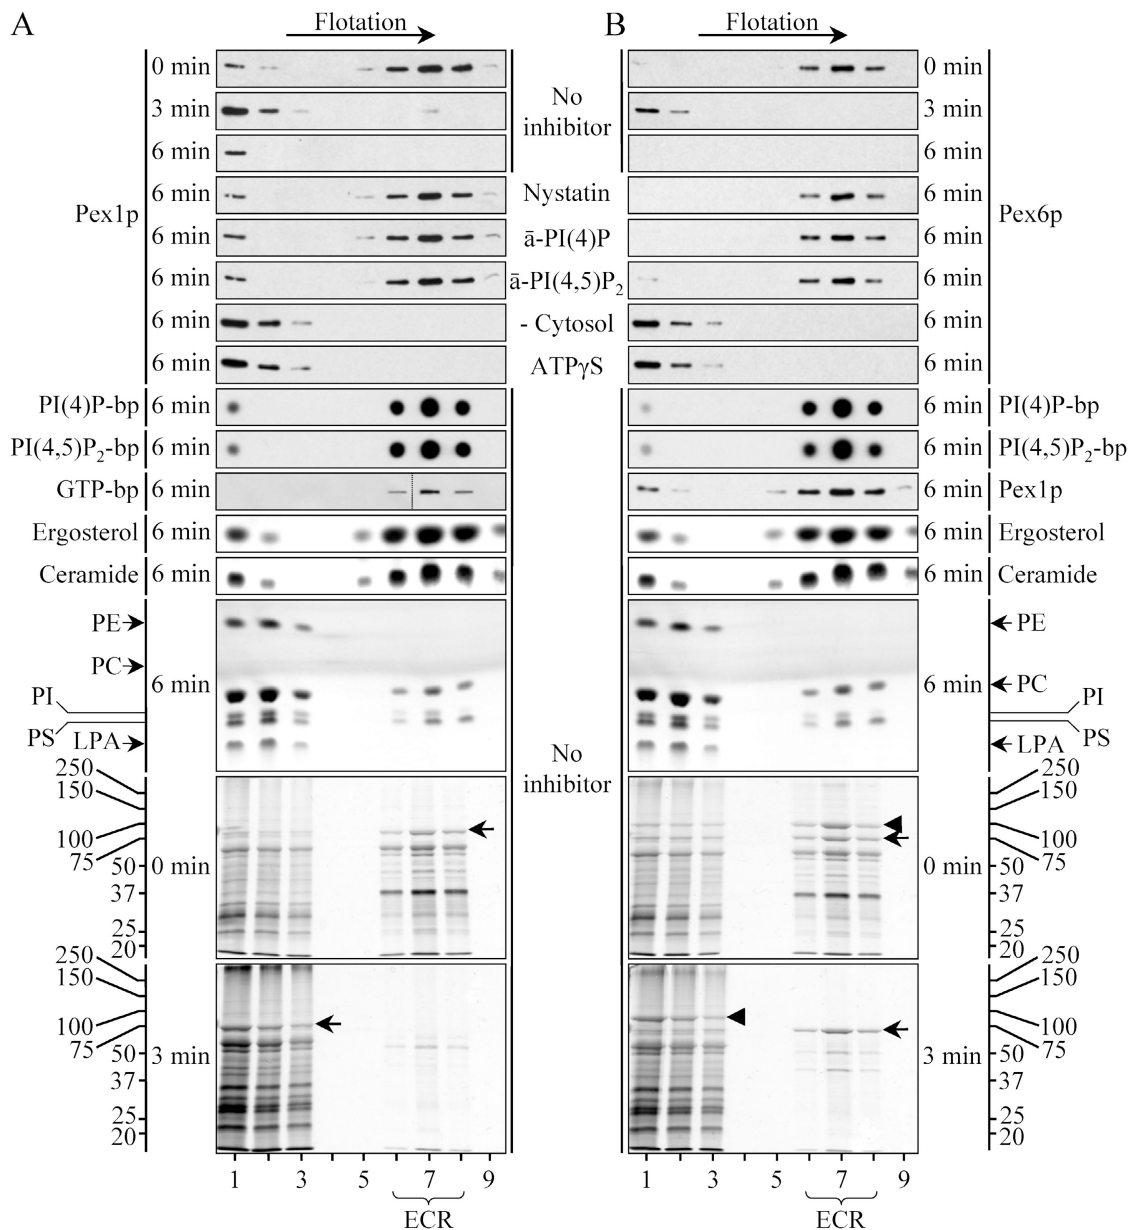 A Flotation B Flotation
0 min 0 min
3 min No inhibitor 3 min
6 min 6 min
Pex1p 6 min Nystatin 6 min Pex6p
6 min ā-PI(4)P 6 min
6 min ā-PI(4,5)P₂ 6 min
6 min - Cytosol 6 min
6 min ATPγS 6 min
PI(4)P-bp 6 min 6 min PI(4)P-bp
PI(4,5)P₂-bp 6 min 6 min PI(4,5)P₂-bp
GTP-bp 6 min 6 min Pex1p
Ergosterol 6 min 6 min Ergosterol
Ceramide 6 min 6 min Ceramide
PE PE
PC 6 min 6 min PC
PI PI
PS LPA LPA PS
No inhibitor
250 250
150 150
100 100
75 75
50 0 min 0 min 50
37 37
25 25
20 20
250 250
150 150
100 100
75 75
50 3 min 3 min 50
37 37
25 25
20 20
1 3 5 7 9 1 3 5 7 9
ECR ECR